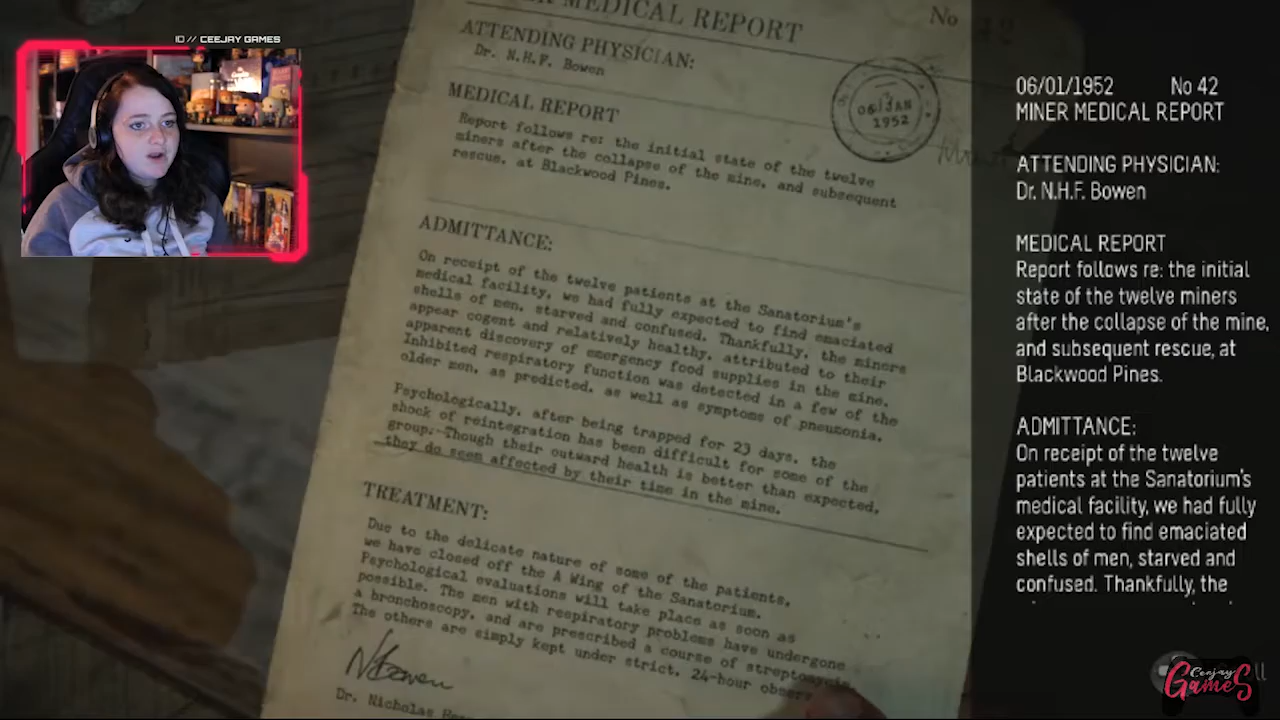 ID // CEEJAY GAMES
MEDICAL REPORT
No 42
ATTENDING PHYSICIAN:
Dr. N.H.F. Bowen
06 JAN
1952
MEDICAL REPORT
Report follows re: the initial state of the twelve
miners after the collapse of the mine, and subsequent
rescue, at Blackwood Pines.
ADMITTANCE:
On receipt of the twelve patients at the Sanatorium's
medical facility, we had fully expected to find emaciated
shells of men, starved and confused. Thankfully, the miners
appear cogent and relatively healthy, attributed to their
apparent discovery of emergency food supplies in the mine.
Inhibited respiratory function was detected in a few of the
older men, as predicted, as well as symptoms of pneumonia.
Psychologically, after being trapped for 23 days, the
shock of reintegration has been difficult for some of the
group. Though their outward health is better than expected,
they do seem affected by their time in the mine.
TREATMENT:
Due to the delicate nature of some of the patients,
we have closed off the A Wing of the Sanatorium.
Psychological evaluations will take place as soon as
possible. The men with respiratory problems have undergone
a bronchoscopy, and are prescribed a course of streptomycin.
The others are simply kept under strict, 24-hour
NBowen
Dr. Nicholas
06/01/1952 No 42
MINER MEDICAL REPORT
ATTENDING PHYSICIAN:
Dr. N.H.F. Bowen
MEDICAL REPORT
Report follows re: the initial
state of the twelve miners
after the collapse of the mine,
and subsequent rescue, at
Blackwood Pines.
ADMITTANCE:
On receipt of the twelve
patients at the Sanatorium's
medical facility, we had fully
expected to find emaciated
shells of men, starved and
confused. Thankfully, the
Ceejay
GameS